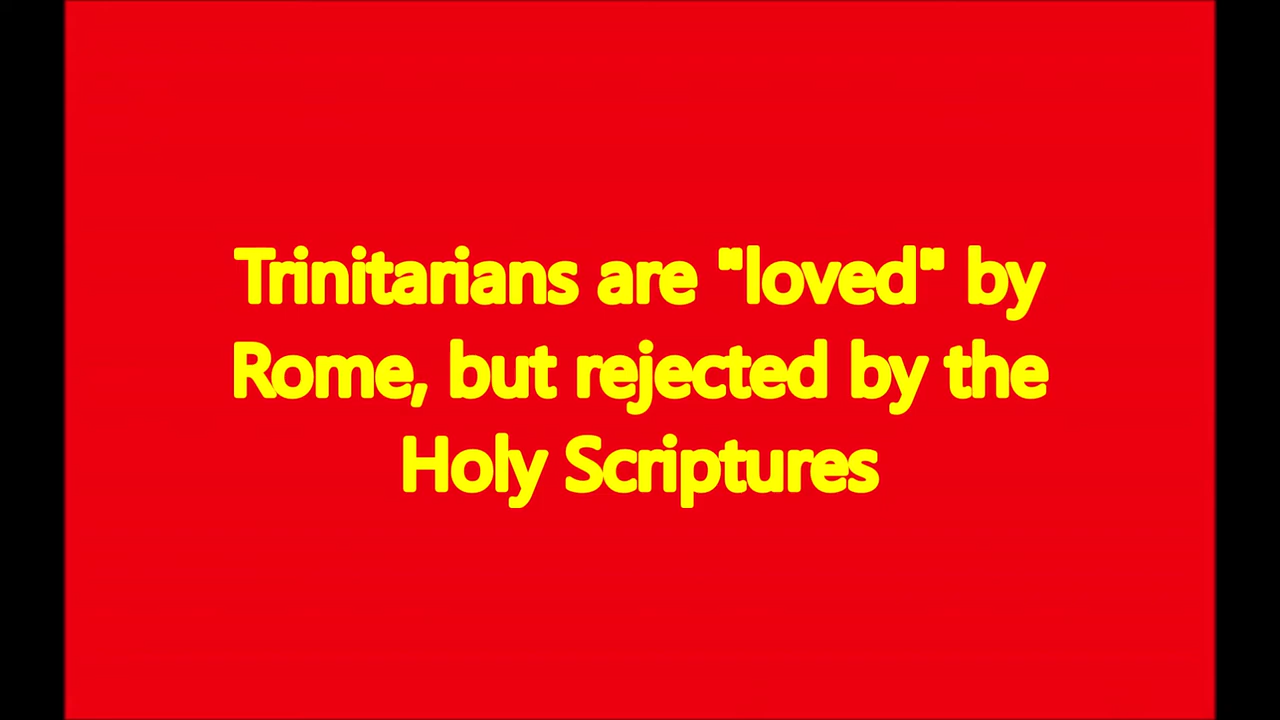 Trinitarians are "loved" by
Rome, but rejected by the
Holy Scriptures